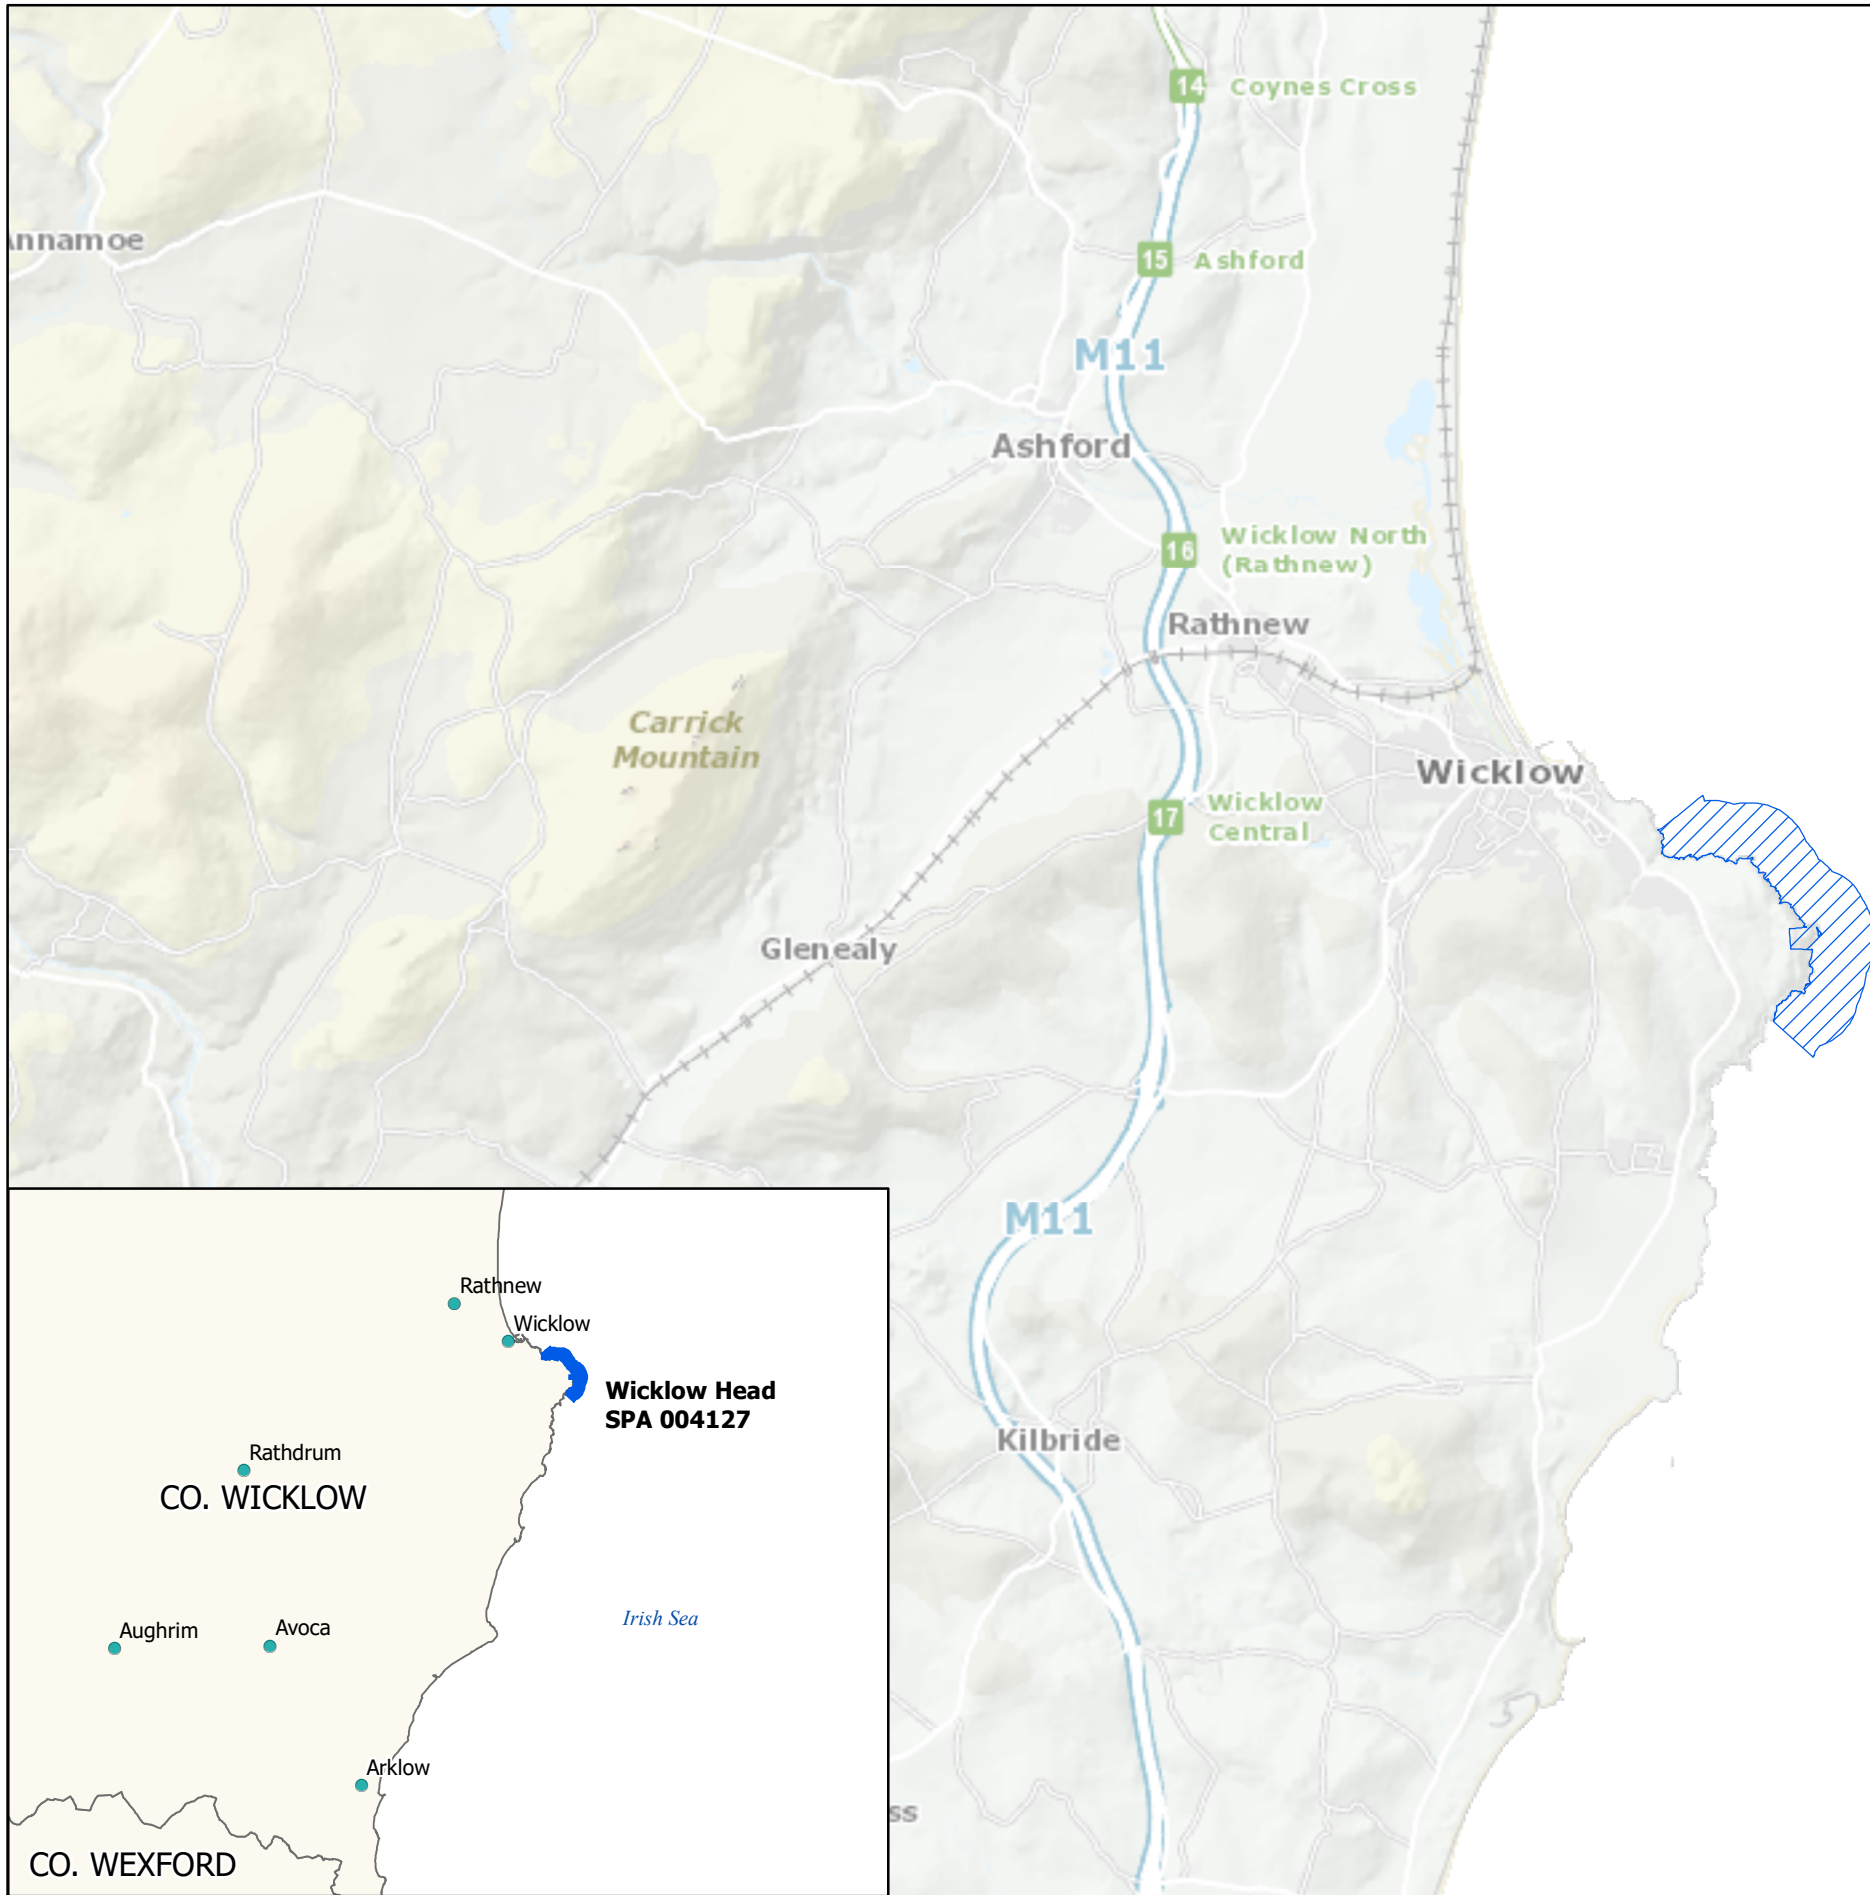 14 Coynes Cross
nnamoe
15 Ashford
M11
Ashford
Wicklow North
16 (Rathnew)
Rathnew
Carrick
Mountain
Wicklow
17 Wicklow
Central
Glenealy
M11
Kilbride
ss
Rathnew
Wicklow
Wicklow Head
SPA 004127
Rathdrum
CO. WICKLOW
Irish Sea
Aughrim
Avoca
Arklow
CO. WEXFORD